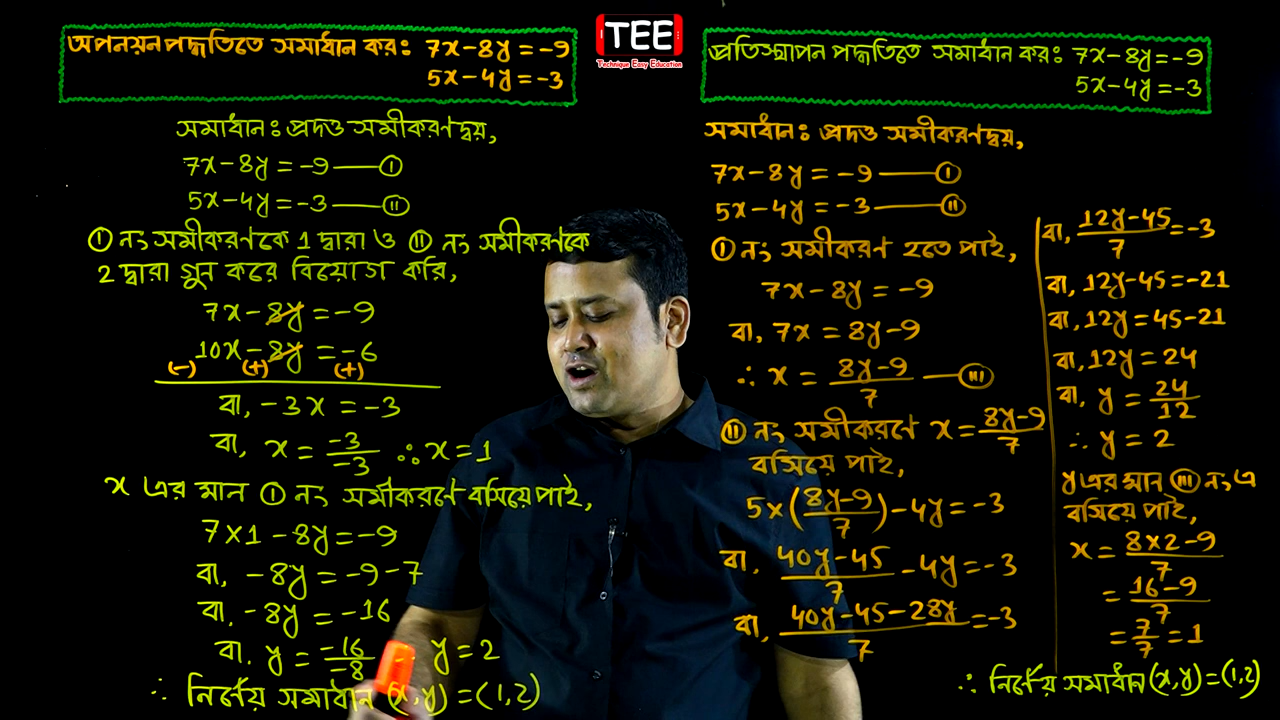 TEE
Technique Easy Education
অপনয়ন পদ্ধতিতে সমাধান কর: 7x-8y=-9
5x-4y=-3
সমাধান: প্রদত্ত সমীকরণদ্বয়,
7x-8y=-9 — (I)
5x-4y=-3 — (II)
(I) নং সমীকরণকে 1 দ্বারা ও (II) নং সমীকরণকে
2 দ্বারা গুন করে বিয়োগ করি,
7x-8y=-9
10x-8y=-6
(-) (+) (+)
বা, -3x=-3
বা, x=-3/-3 ∴x=1
x এর মান (I) নং সমীকরণে বসিয়ে পাই,
7×1-8y=-9
বা, -8y=-9-7
বা, -8y=-16
বা, y=-16/-8 y=2
∴ নির্ণেয় সমাধান (x,y)=(1,2)
প্রতিস্থাপন পদ্ধতিতে সমাধান কর: 7x-8y=-9
5x-4y=-3
সমাধান: প্রদত্ত সমীকরণদ্বয়,
7x-8y=-9 — (I)
5x-4y=-3 — (II)
(I) নং সমীকরণ হতে পাই,
7x-8y=-9
বা, 7x=8y-9
∴ x=8y-9/7 — (III)
(II) নং সমীকরণে x=8y-9/7
বসিয়ে পাই,
5×(8y-9/7)-4y=-3
বা, 40y-45/7-4y=-3
বা, 40y-45-28y/7=-3
বা, 12y-45/7=-3
বা, 12y-45=-21
বা, 12y=45-21
বা, 12y=24
বা, y=24/12
∴ y=2
y এর মান (III) নং এ
বসিয়ে পাই,
x=8×2-9/7
=16-9/7
=7/7=1
∴ নির্ণেয় সমাধান (x,y)=(1,2)